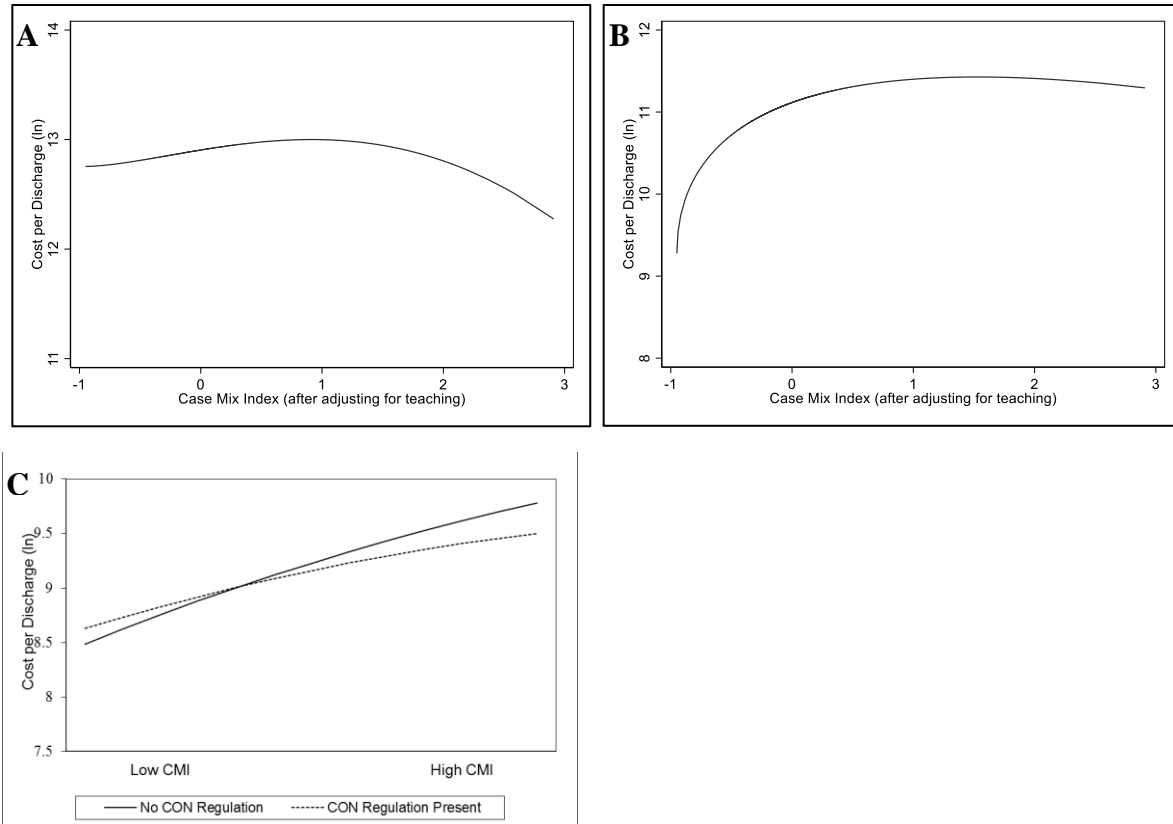 A
Cost per Discharge (ln)
14
13
12
11
-1 0 1 2 3
Case Mix Index (after adjusting for teaching)
B
Cost per Discharge (ln)
12
11
10
9
8
-1 0 1 2 3
Case Mix Index (after adjusting for teaching)
C
Cost per Discharge (ln)
10
9.5
9
8.5
8
7.5
Low CMI High CMI
No CON Regulation CON Regulation Present